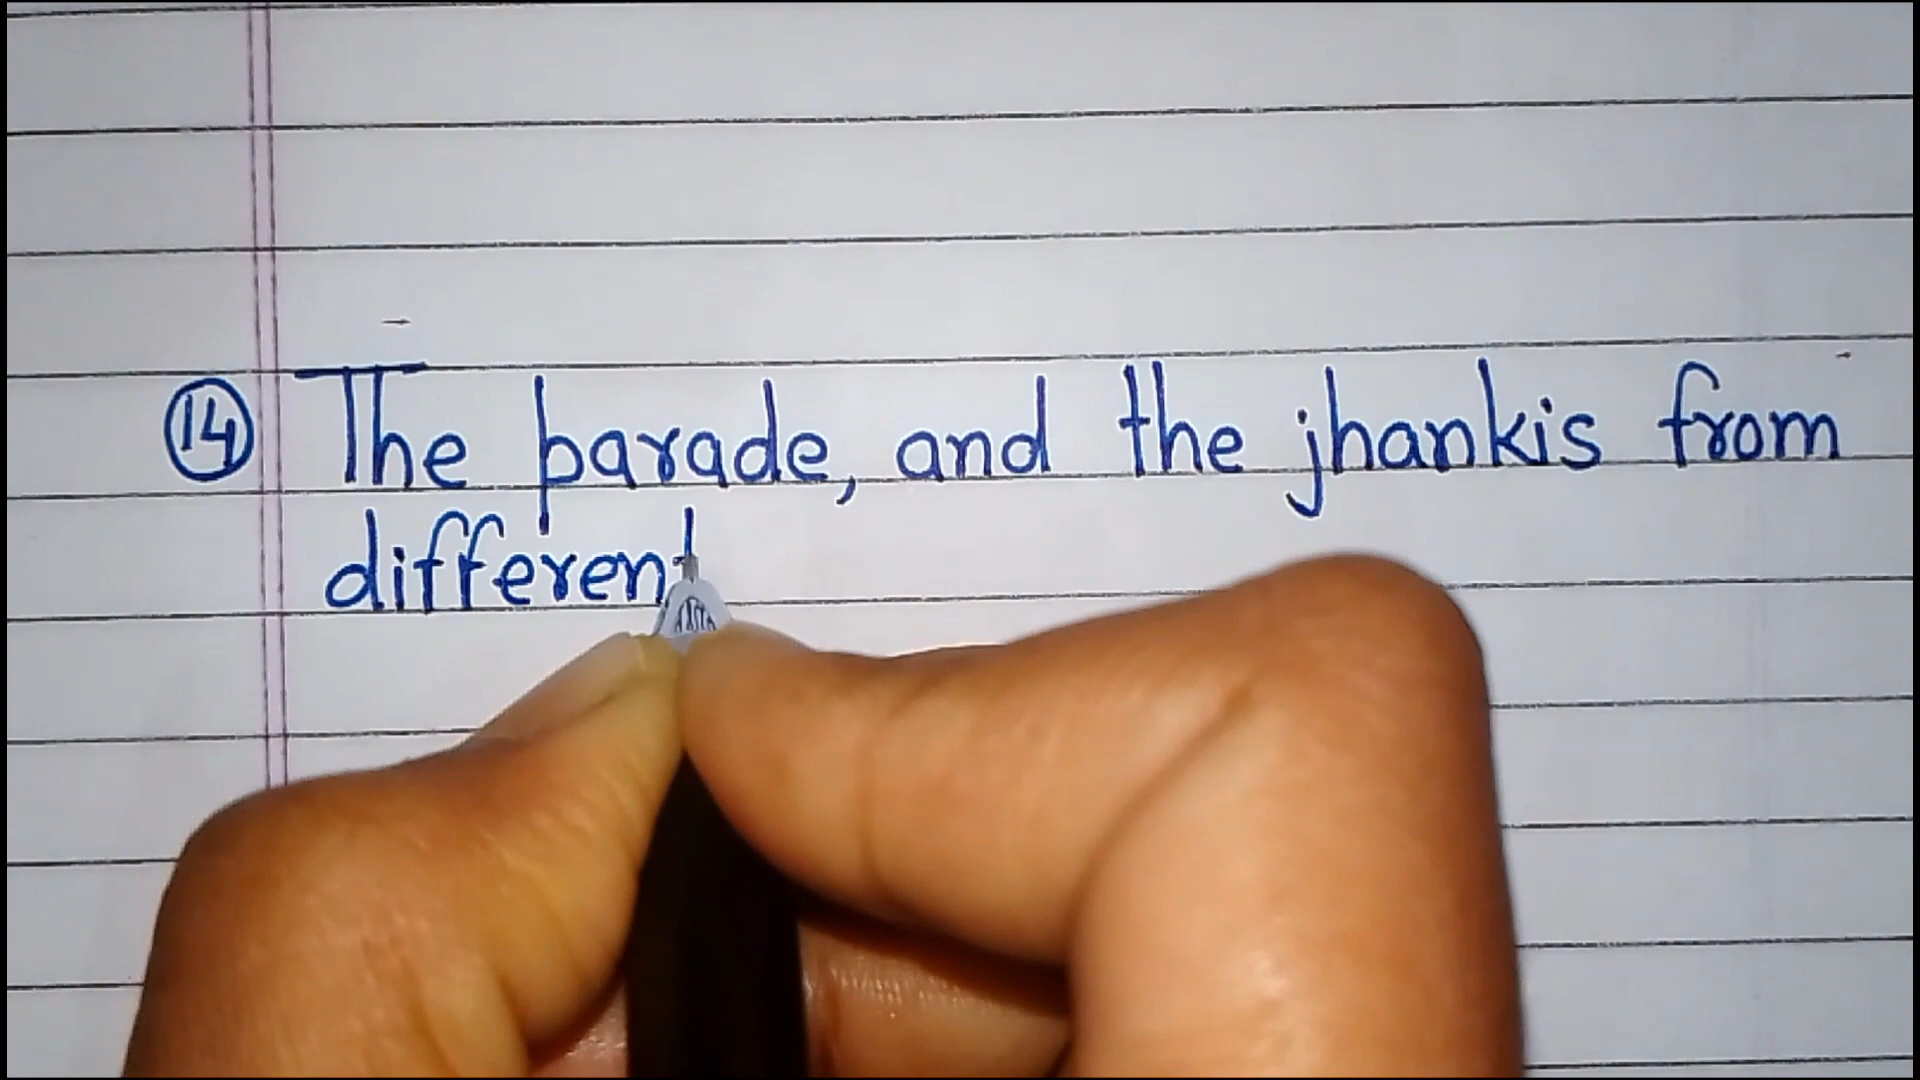 14 The parade, and the jhankis from
different